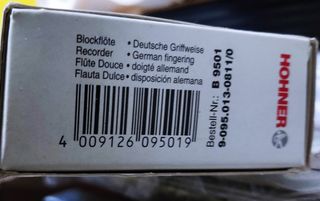 Blockflöte • Deutsche Griffweise
Recorder • German fingering
Flûte Douce • doigté allemand
Flauta Dulce • disposición alemana
4 009126 095019
Bestell-Nr.: B 9501
9-095.013-0811/0
HOHNER